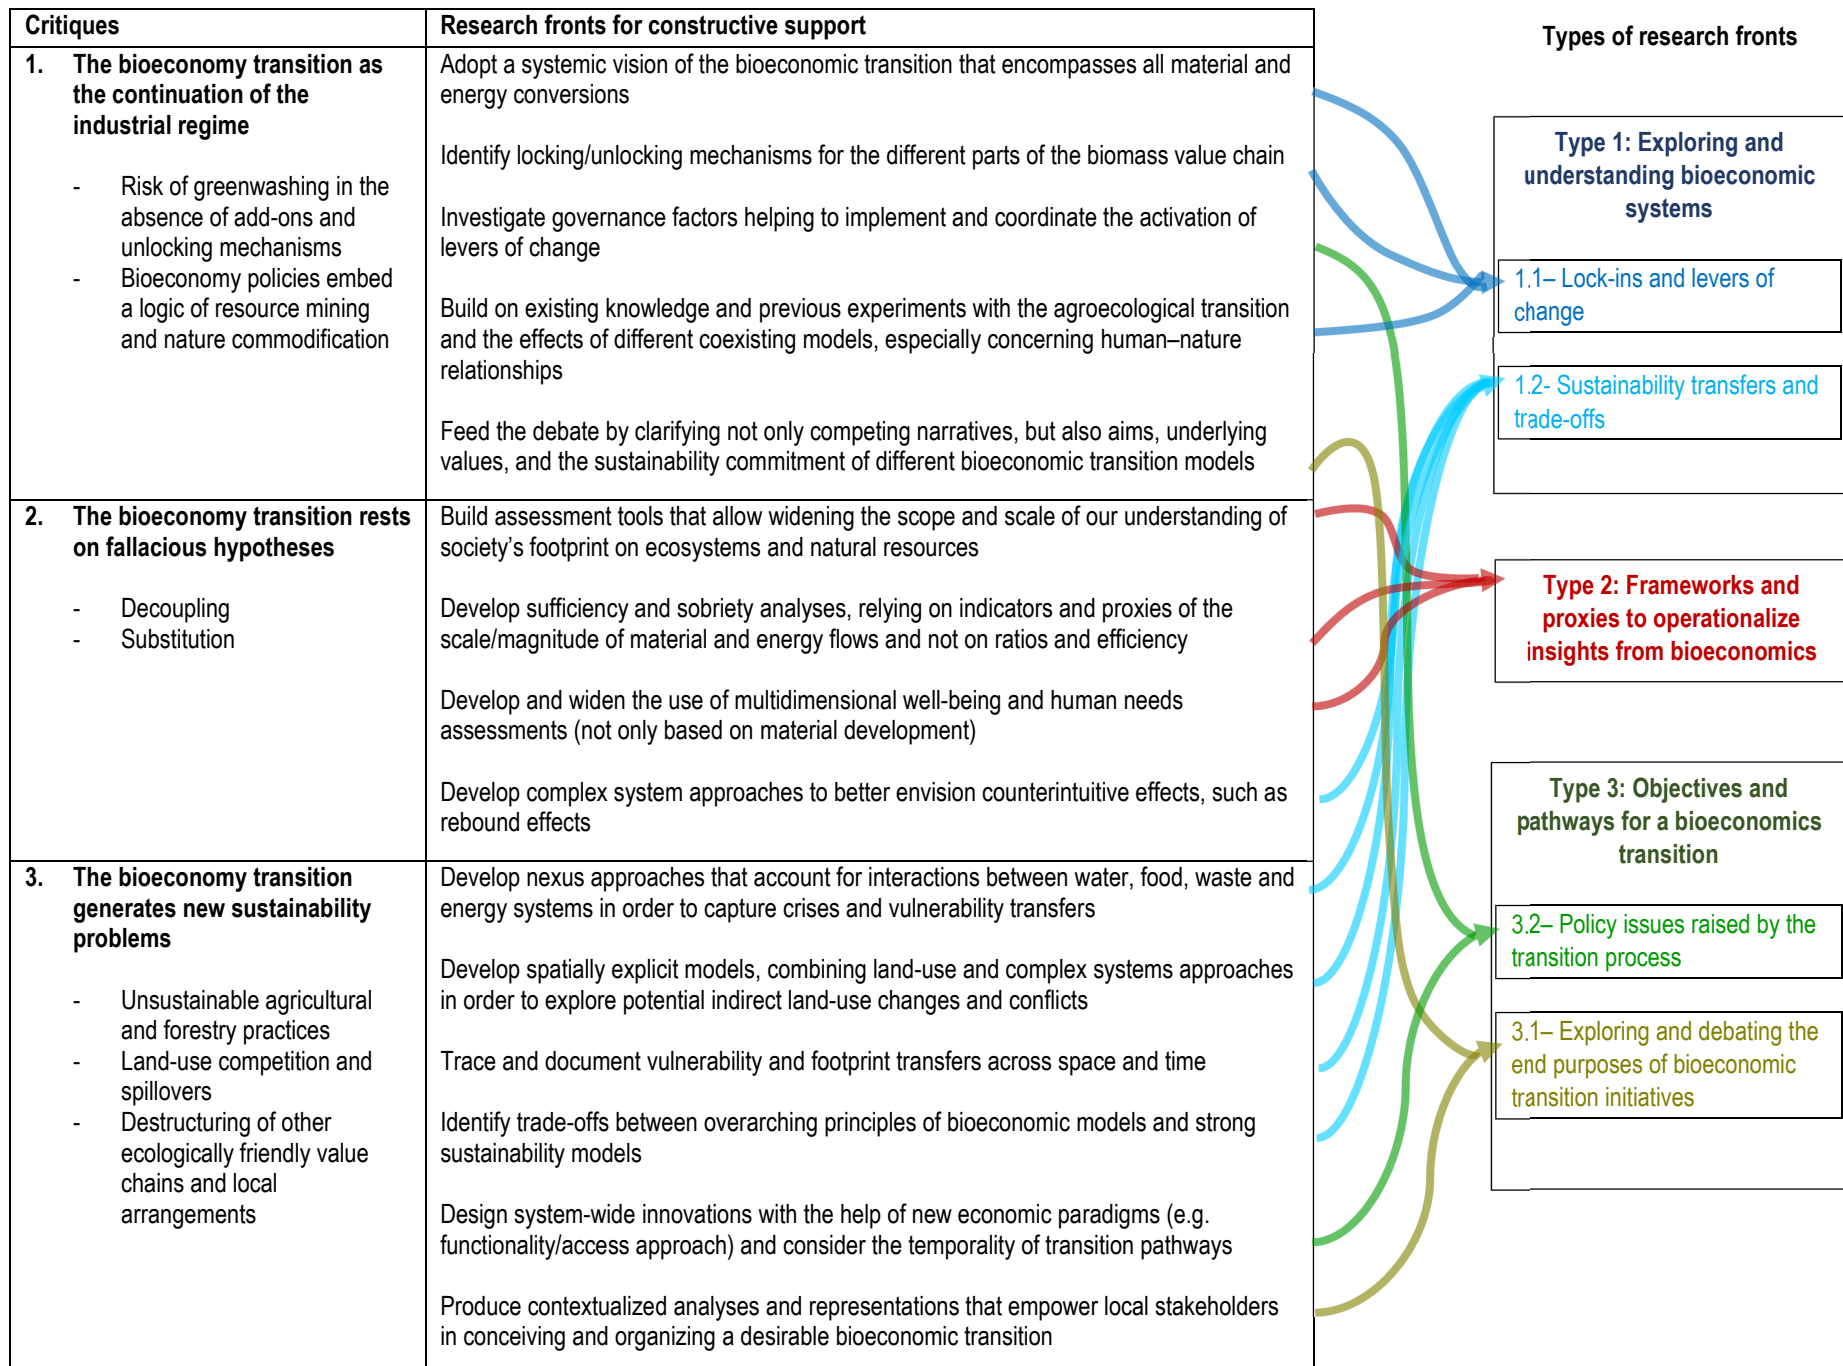 Critiques
Research fronts for constructive support
1. The bioeconomy transition as
the continuation of the
industrial regime
- Risk of greenwashing in the
absence of add-ons and
unlocking mechanisms
- Bioeconomy policies embed
a logic of resource mining
and nature commodification
Adopt a systemic vision of the bioeconomic transition that encompasses all material and
energy conversions
Identify locking/unlocking mechanisms for the different parts of the biomass value chain
Investigate governance factors helping to implement and coordinate the activation of
levers of change
Build on existing knowledge and previous experiments with the agroecological transition
and the effects of different coexisting models, especially concerning human–nature
relationships
Feed the debate by clarifying not only competing narratives, but also aims, underlying
values, and the sustainability commitment of different bioeconomic transition models
2. The bioeconomy transition rests
on fallacious hypotheses
- Decoupling
- Substitution
Build assessment tools that allow widening the scope and scale of our understanding of
society’s footprint on ecosystems and natural resources
Develop sufficiency and sobriety analyses, relying on indicators and proxies of the
scale/magnitude of material and energy flows and not on ratios and efficiency
Develop and widen the use of multidimensional well-being and human needs
assessments (not only based on material development)
Develop complex system approaches to better envision counterintuitive effects, such as
rebound effects
3. The bioeconomy transition
generates new sustainability
problems
- Unsustainable agricultural
and forestry practices
- Land-use competition and
spillovers
- Destructuring of other
ecologically friendly value
chains and local
arrangements
Develop nexus approaches that account for interactions between water, food, waste and
energy systems in order to capture crises and vulnerability transfers
Develop spatially explicit models, combining land-use and complex systems approaches
in order to explore potential indirect land-use changes and conflicts
Trace and document vulnerability and footprint transfers across space and time
Identify trade-offs between overarching principles of bioeconomic models and strong
sustainability models
Design system-wide innovations with the help of new economic paradigms (e.g.
functionality/access approach) and consider the temporality of transition pathways
Produce contextualized analyses and representations that empower local stakeholders
in conceiving and organizing a desirable bioeconomic transition
Types of research fronts
Type 1: Exploring and
understanding bioeconomic
systems
1.1– Lock-ins and levers of
change
1.2- Sustainability transfers and
trade-offs
Type 2: Frameworks and
proxies to operationalize
insights from bioeconomics
Type 3: Objectives and
pathways for a bioeconomics
transition
3.2– Policy issues raised by the
transition process
3.1– Exploring and debating the
end purposes of bioeconomic
transition initiatives